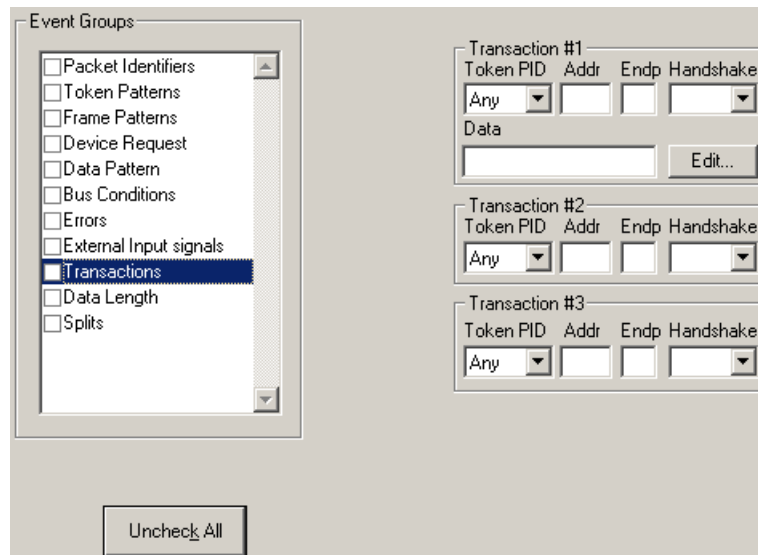 Event Groups
Packet Identifiers
Token Patterns
Frame Patterns
Device Request
Data Pattern
Bus Conditions
Errors
External Input signals
Transactions
Data Length
Splits
Uncheck All
Transaction #1
Token PID Addr Endp Handshake
Any
Data
Edit...
Transaction #2
Token PID Addr Endp Handshake
Any
Transaction #3
Token PID Addr Endp Handshake
Any